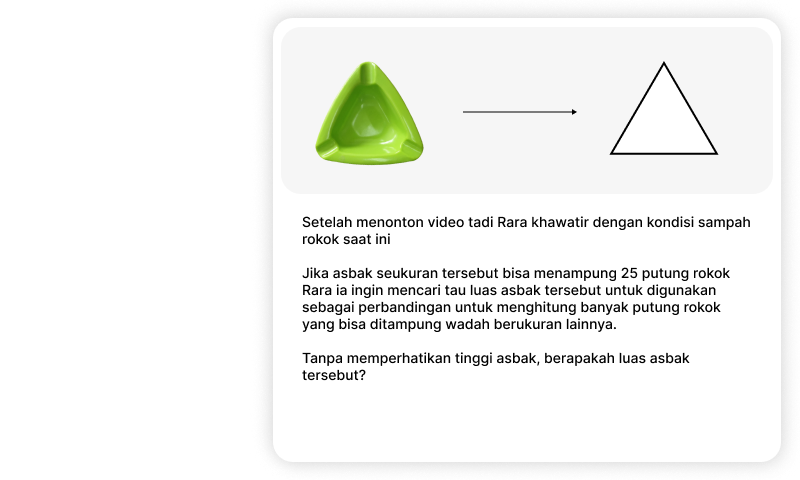 Setelah menonton video tadi Rara khawatir dengan kondisi sampah
rokok saat ini
Jika asbak seukuran tersebut bisa menampung 25 putung rokok
Rara ia ingin mencari tau luas asbak tersebut untuk digunakan
sebagai perbandingan untuk menghitung banyak putung rokok
yang bisa ditampung wadah berukuran lainnya.
Tanpa memperhatikan tinggi asbak, berapakah luas asbak
tersebut?